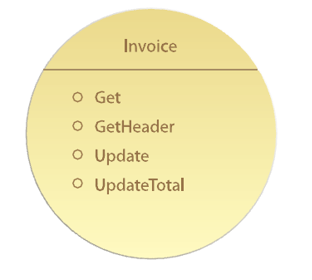 Invoice
Get
GetHeader
Update
UpdateTotal